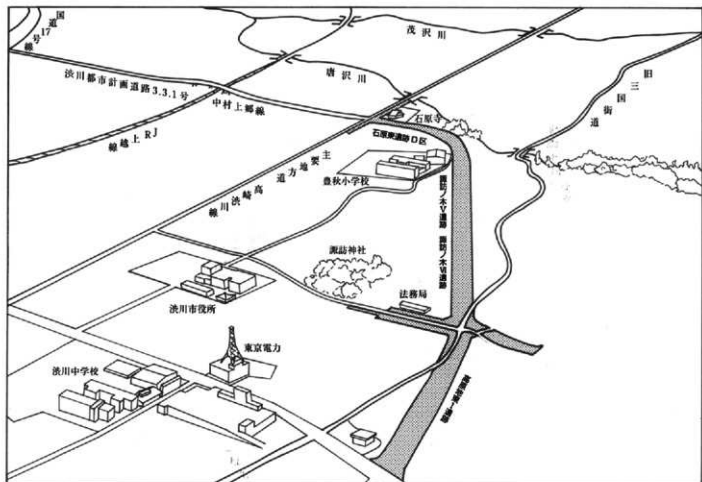 国道17号線
茂沢川
唐沢川
旧三国街道
渋川都市計画道路3.3.1号
中村上郷線
JR上越線
石原寺
石原東遺跡D区
豊秋小学校
主要地方道高崎渋川線
諏訪ノ木V遺跡
諏訪ノ木VI遺跡
諏訪神社
法務局
渋川市役所
東京電力
渋川中学校